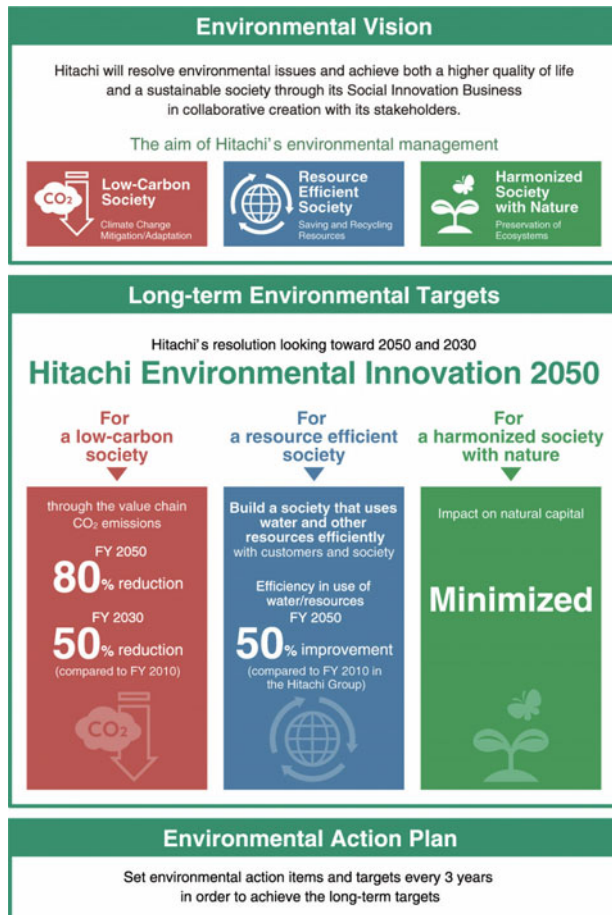 Environmental Vision
Hitachi will resolve environmental issues and achieve both a higher quality of life
and a sustainable society through its Social Innovation Business
in collaborative creation with its stakeholders.
The aim of Hitachi's environmental management
CO₂
Low-Carbon
Society
Climate Change
Mitigation/Adaptation
Resource
Efficient
Society
Saving and Recycling
Resources
Harmonized
Society
with Nature
Preservation of
Ecosystems
Long-term Environmental Targets
Hitachi's resolution looking toward 2050 and 2030
Hitachi Environmental Innovation 2050
For
a low-carbon
society
through the value chain
CO₂ emissions
FY 2050
80% reduction
FY 2030
50% reduction
(compared to FY 2010)
CO₂
For
a resource efficient
society
Build a society that uses
water and other
resources efficiently
with customers and society
Efficiency in use of
water/resources
FY 2050
50% improvement
(compared to FY 2010 in
the Hitachi Group)
For
a harmonized society
with nature
Impact on natural capital
Minimized
Environmental Action Plan
Set environmental action items and targets every 3 years
in order to achieve the long-term targets